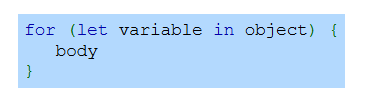 for (let variable in object) {
body
}